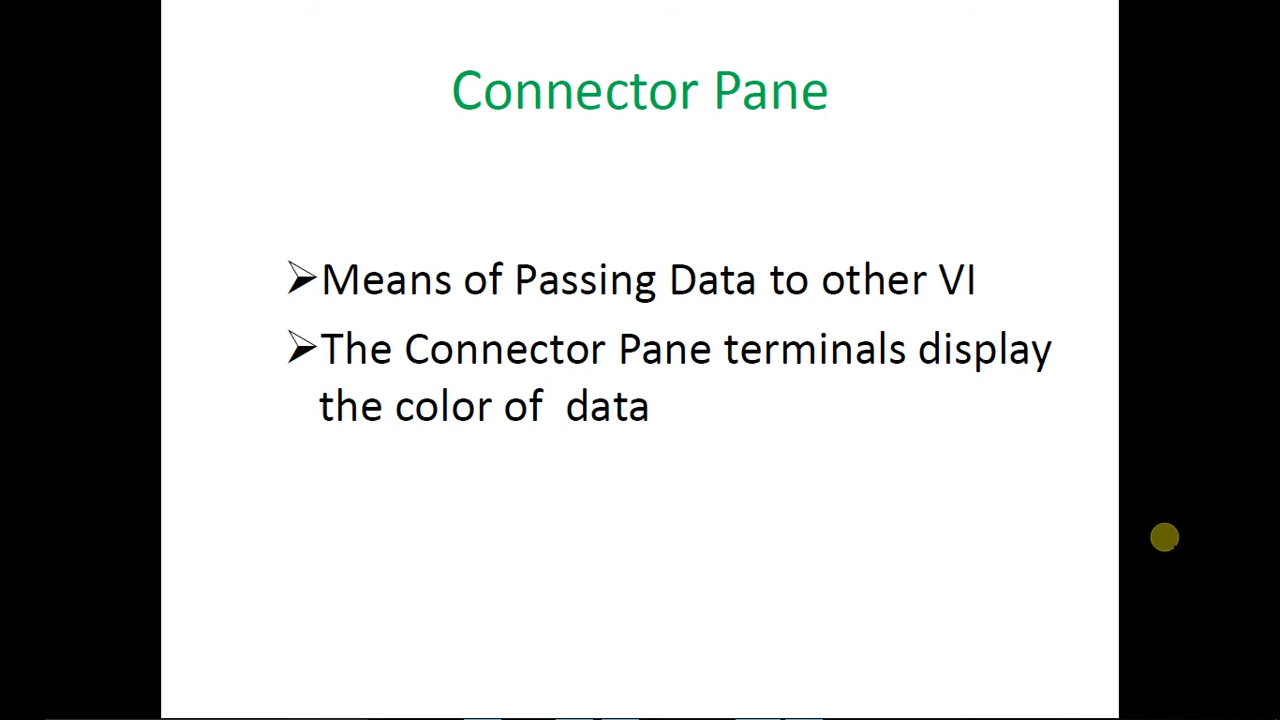 Connector Pane
➢Means of Passing Data to other VI
➢The Connector Pane terminals display
the color of  data